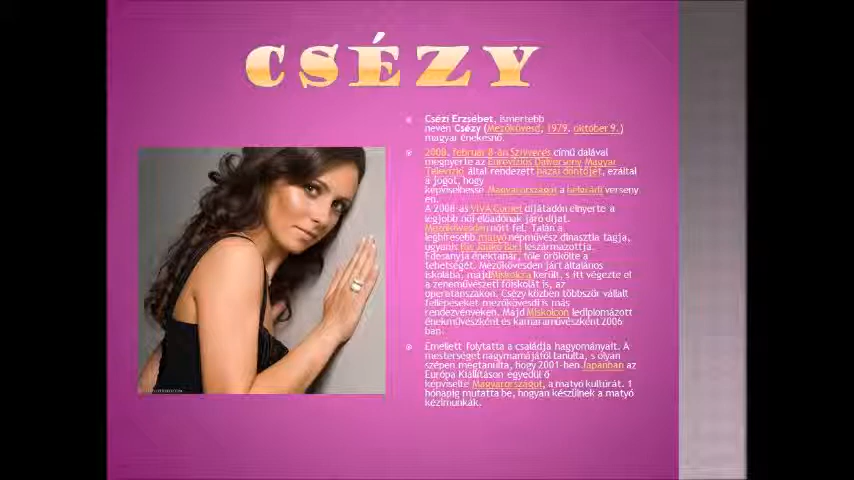 CSÉZY
Csézi Erzsébet, ismertebb
neven Csézy (Mezőkövesd, 1979. október 9.)
magyar énekesnő.
2008. február 8-án Szívverés című dalával
megnyerte az Eurovíziós Dalverseny Magyar
Televízió által rendezett hazai döntőjét, ezáltal
a jogot, hogy
képviselhesse Magyarországot a belgrádi verseny
en.
A 2008-as VIVA Comet díjátadón elnyerte a
legjobb női előadónak járó díjat.
Mezőkövesden nőtt fel. Talán a
leghíresebb matyó népművész dinasztia tagja,
ugyanis Kis Jankó Bori leszármazottja.
Édesanyja énektanár, tőle örökölte a
tehetségét. Mezőkövesden járt általános
iskolába, majd Miskolcra került, s itt végezte el
a zeneművészeti főiskolát is, az
operatanszakon. Csézy közben többször vállalt
fellépéseket mezőkövesdi is más
rendezvényeken. Majd Miskolcon lediplomázott
énekművészként és kamaraművészként 2006
ban.
Emellett folytatta a családja hagyományait. A
mesterséget nagymamájától tanulta, s olyan
szépen megtanulta, hogy 2001-ben Japánban az
Európa Kiállításon egyedül ő
képviselte Magyarországot, a matyó kultúrát. 1
hónapig mutatta be, hogyan készülnek a matyó
kézimunkák.